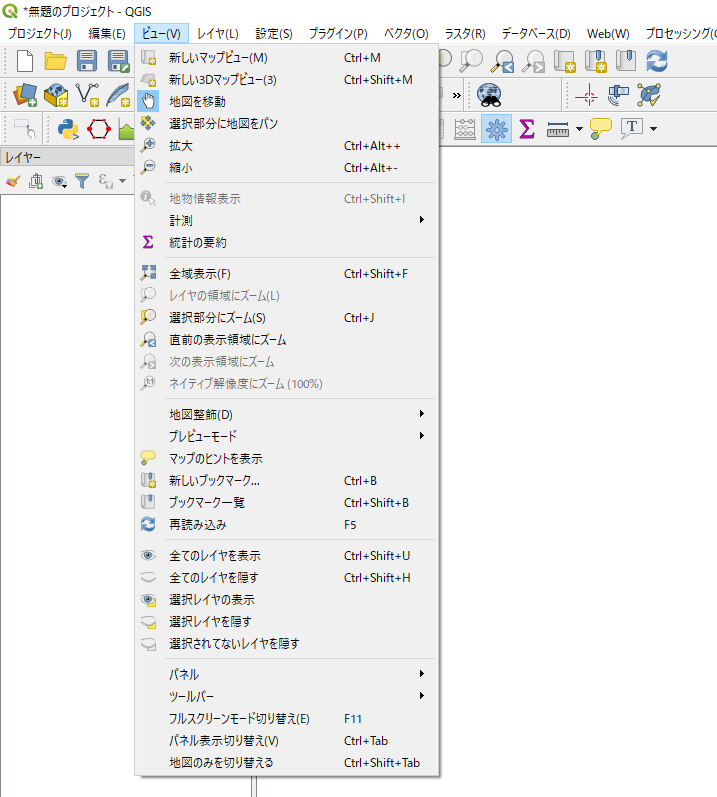 *無題のプロジェクト - QGIS
プロジェクト(J) 編集(E) ビュー(V) レイヤ(L) 設定(S) プラグイン(P) ベクタ(O) ラスタ(R) データベース(D) Web(W) プロセッシング(C
新しいマップビュー(M) Ctrl+M
新しい3Dマップビュー(3) Ctrl+Shift+M
地図を移動
選択部分に地図をパン
拡大 Ctrl+Alt++
縮小 Ctrl+Alt+-
レイヤー
地物情報表示 Ctrl+Shift+I
計測
統計の要約
全域表示(F) Ctrl+Shift+F
レイヤの領域にズーム(L)
選択部分にズーム(S) Ctrl+J
直前の表示領域にズーム
次の表示領域にズーム
ネイティブ解像度にズーム (100%)
地図整飾(D)
プレビューモード
マップのヒントを表示
新しいブックマーク... Ctrl+B
ブックマーク一覧 Ctrl+Shift+B
再読み込み F5
全てのレイヤを表示 Ctrl+Shift+U
全てのレイヤを隠す Ctrl+Shift+H
選択レイヤの表示
選択レイヤを隠す
選択されてないレイヤを隠す
パネル
ツールバー
フルスクリーンモード切り替え(E) F11
パネル表示切り替え(V) Ctrl+Tab
地図のみを切り替える Ctrl+Shift+Tab